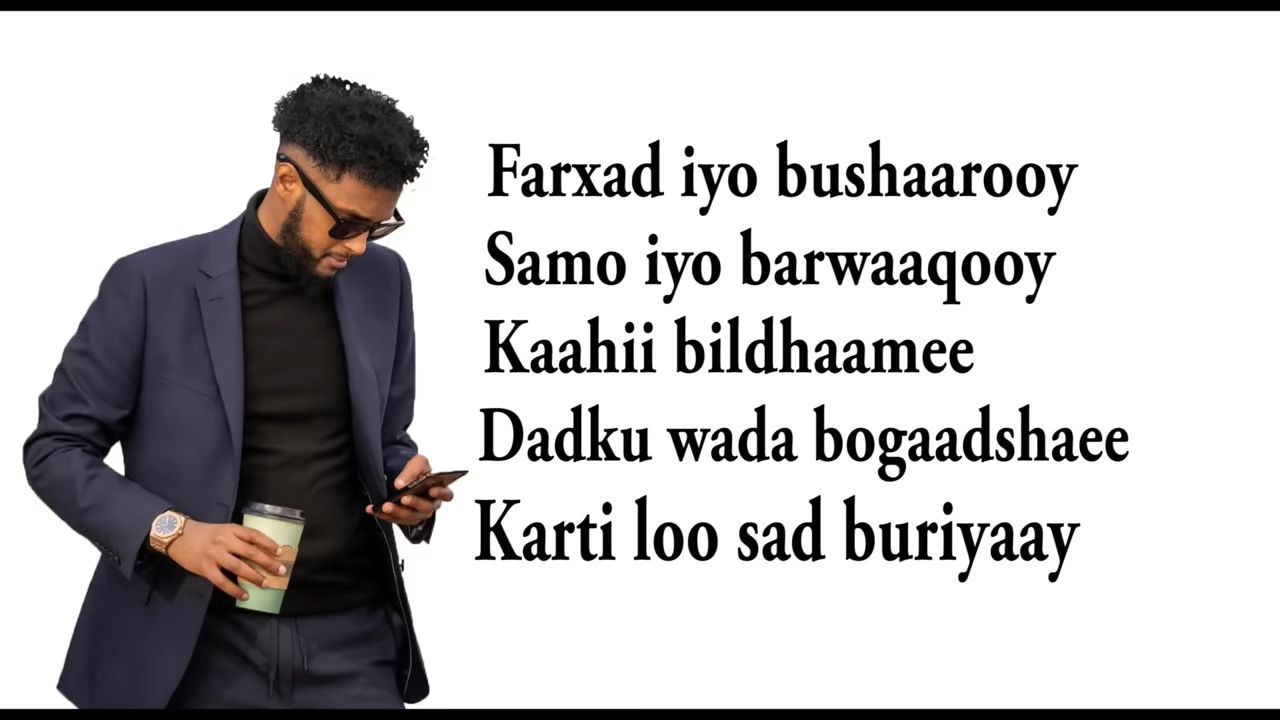 Farxad iyo bushaarooy
Samo iyo barwaaqooy
Kaahii bildhaamee
Dadku wada bogaadshaee
Karti loo sad buriyaay